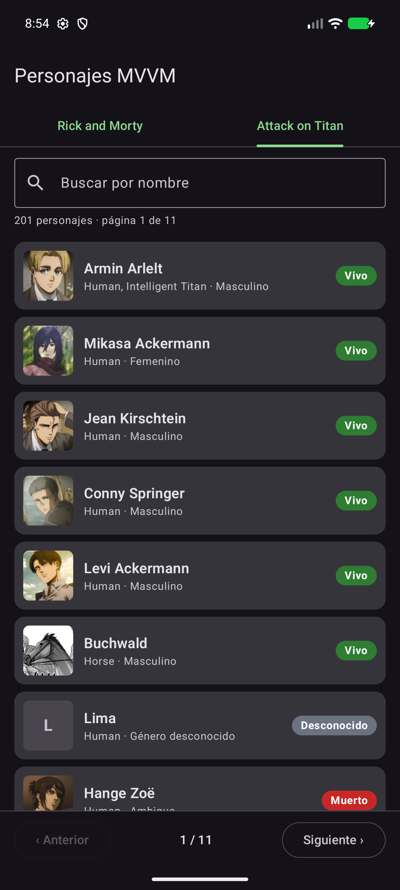 8:54
Personajes MVVM
Rick and Morty
Attack on Titan
Buscar por nombre
201 personajes · página 1 de 11
Armin Arlelt
Human, Intelligent Titan · Masculino
Vivo
Mikasa Ackermann
Human · Femenino
Vivo
Jean Kirschtein
Human · Masculino
Vivo
Conny Springer
Human · Masculino
Vivo
Levi Ackermann
Human · Masculino
Vivo
Buchwald
Horse · Masculino
Vivo
L
Lima
Human · Género desconocido
Desconocido
Hange Zoë
Human · Ambiguo
Muerto
‹ Anterior
1 / 11
Siguiente ›